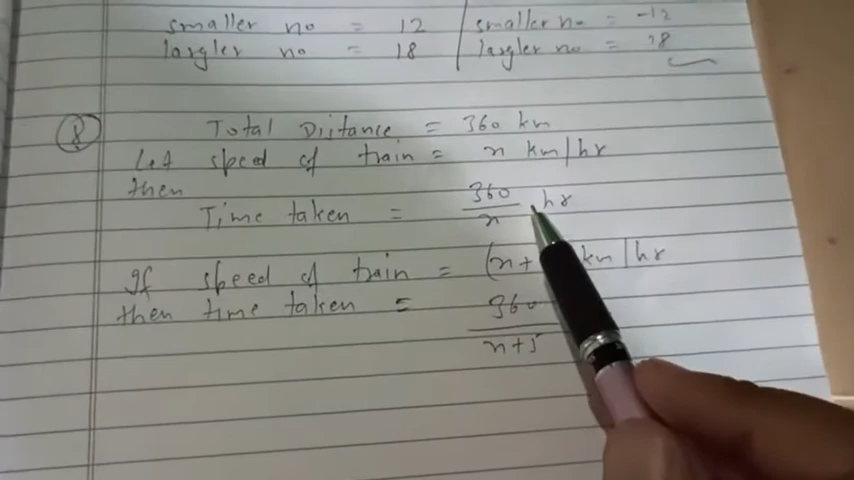 smaller no = 12 | smaller no = -12
largler no = 18 | largler no = 18
8
Total Distance = 360 km
Let speed of train = x km/hr
then
Time taken = 360/x hr
If speed of train = (x+ km/hr
then time taken = 360/x+5